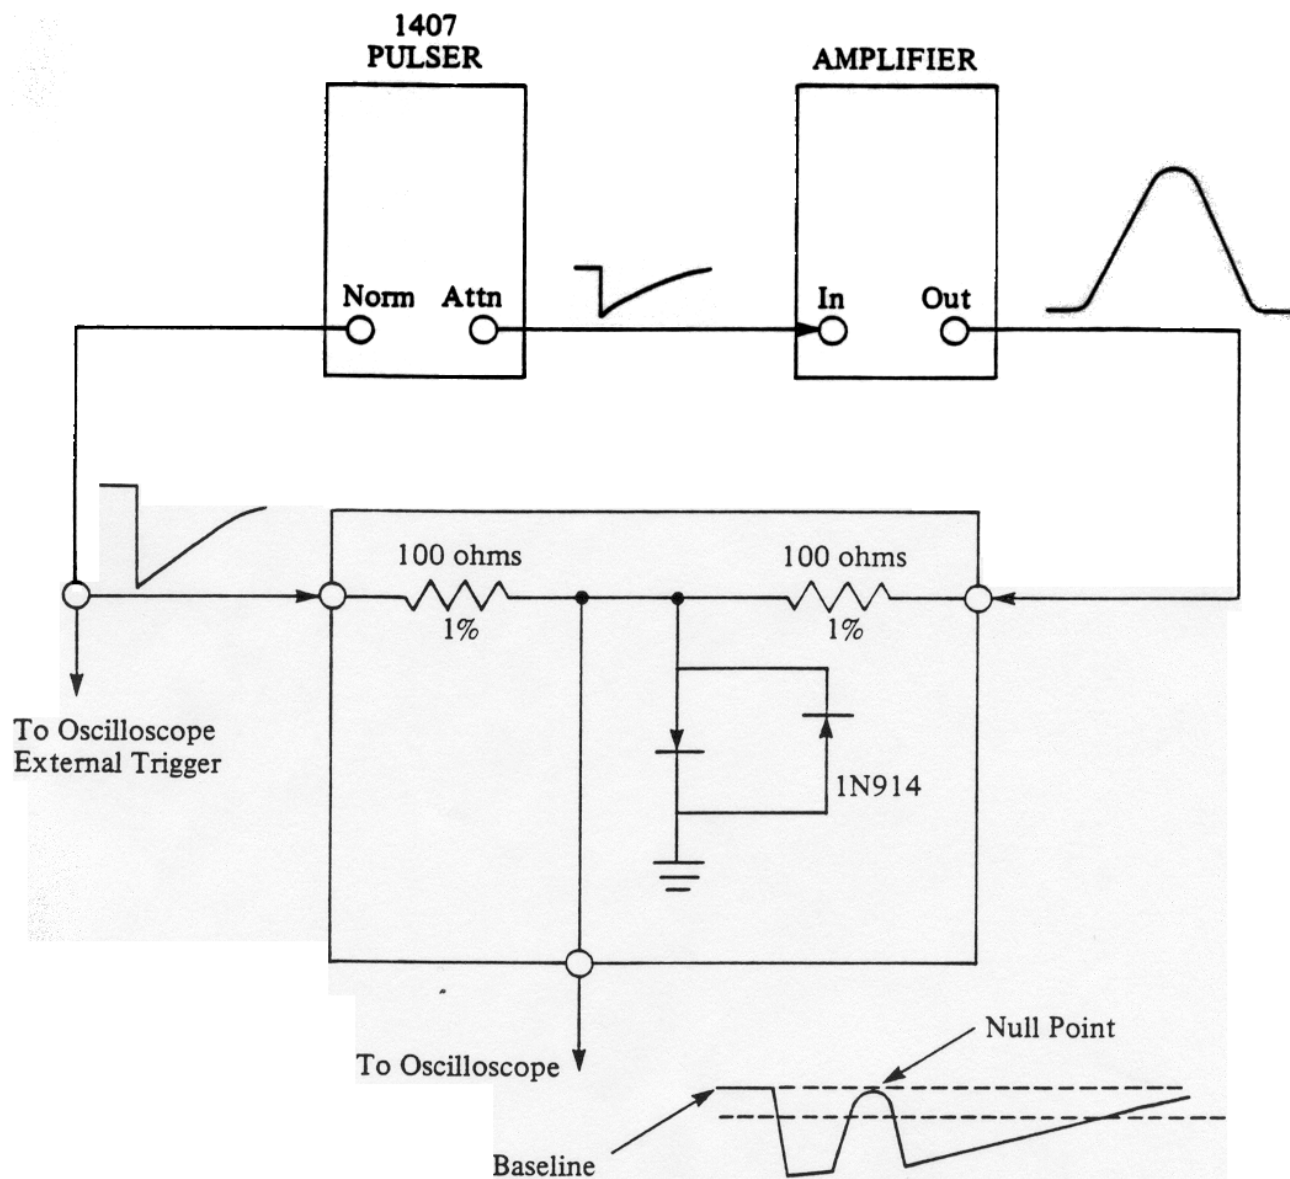 1407
PULSER
AMPLIFIER
Norm
Attn
In
Out
100 ohms
1%
100 ohms
1%
To Oscilloscope
External Trigger
1N914
To Oscilloscope
Null Point
Baseline